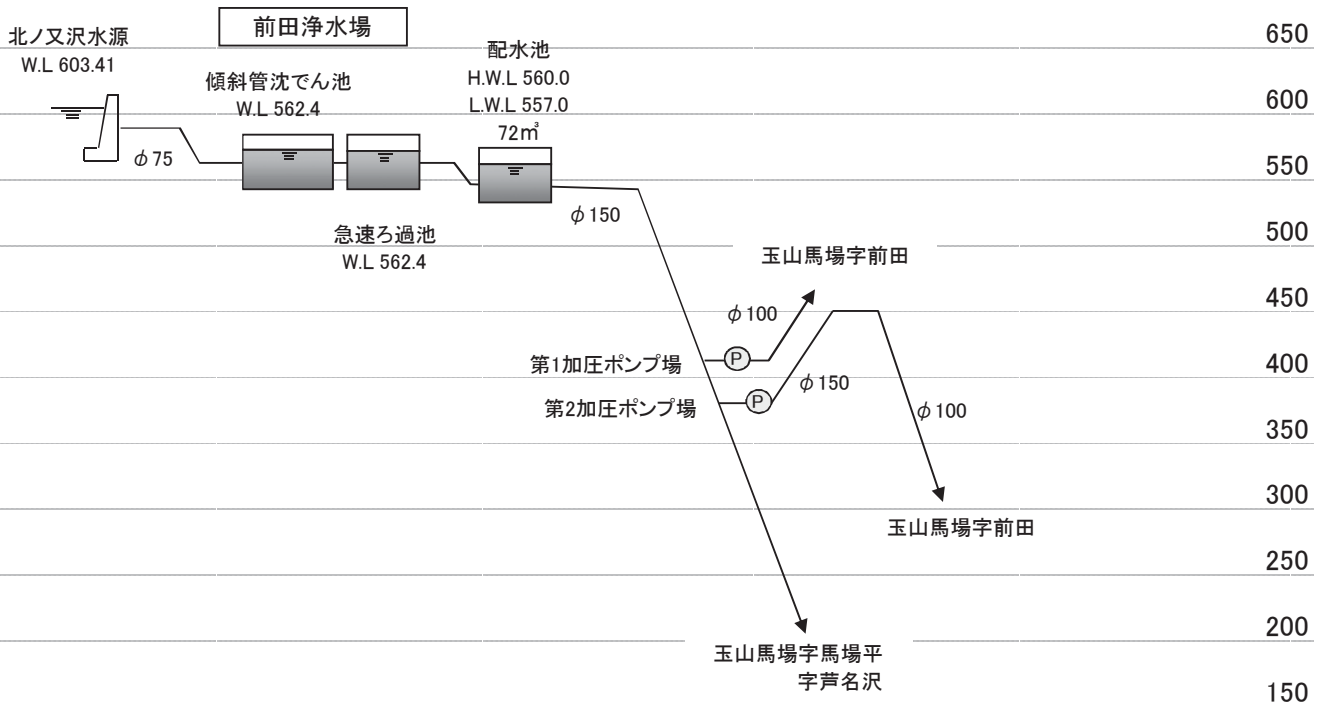 前田浄水場
北ノ又沢水源
W.L 603.41
傾斜管沈でん池
W.L 562.4
配水池
H.W.L 560.0
L.W.L 557.0
72㎥
φ75
急速ろ過池
W.L 562.4
φ150
玉山馬場字前田
φ100
第1加圧ポンプ場
P
φ150
第2加圧ポンプ場
P
φ100
玉山馬場字前田
玉山馬場字馬場平
字芦名沢
650
600
550
500
450
400
350
300
250
200
150